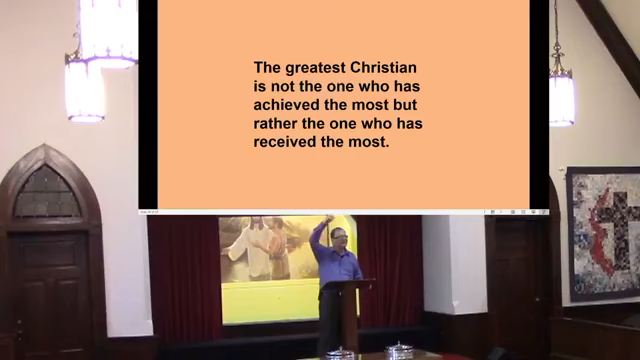 The greatest Christian
is not the one who has
achieved the most but
rather the one who has
received the most.